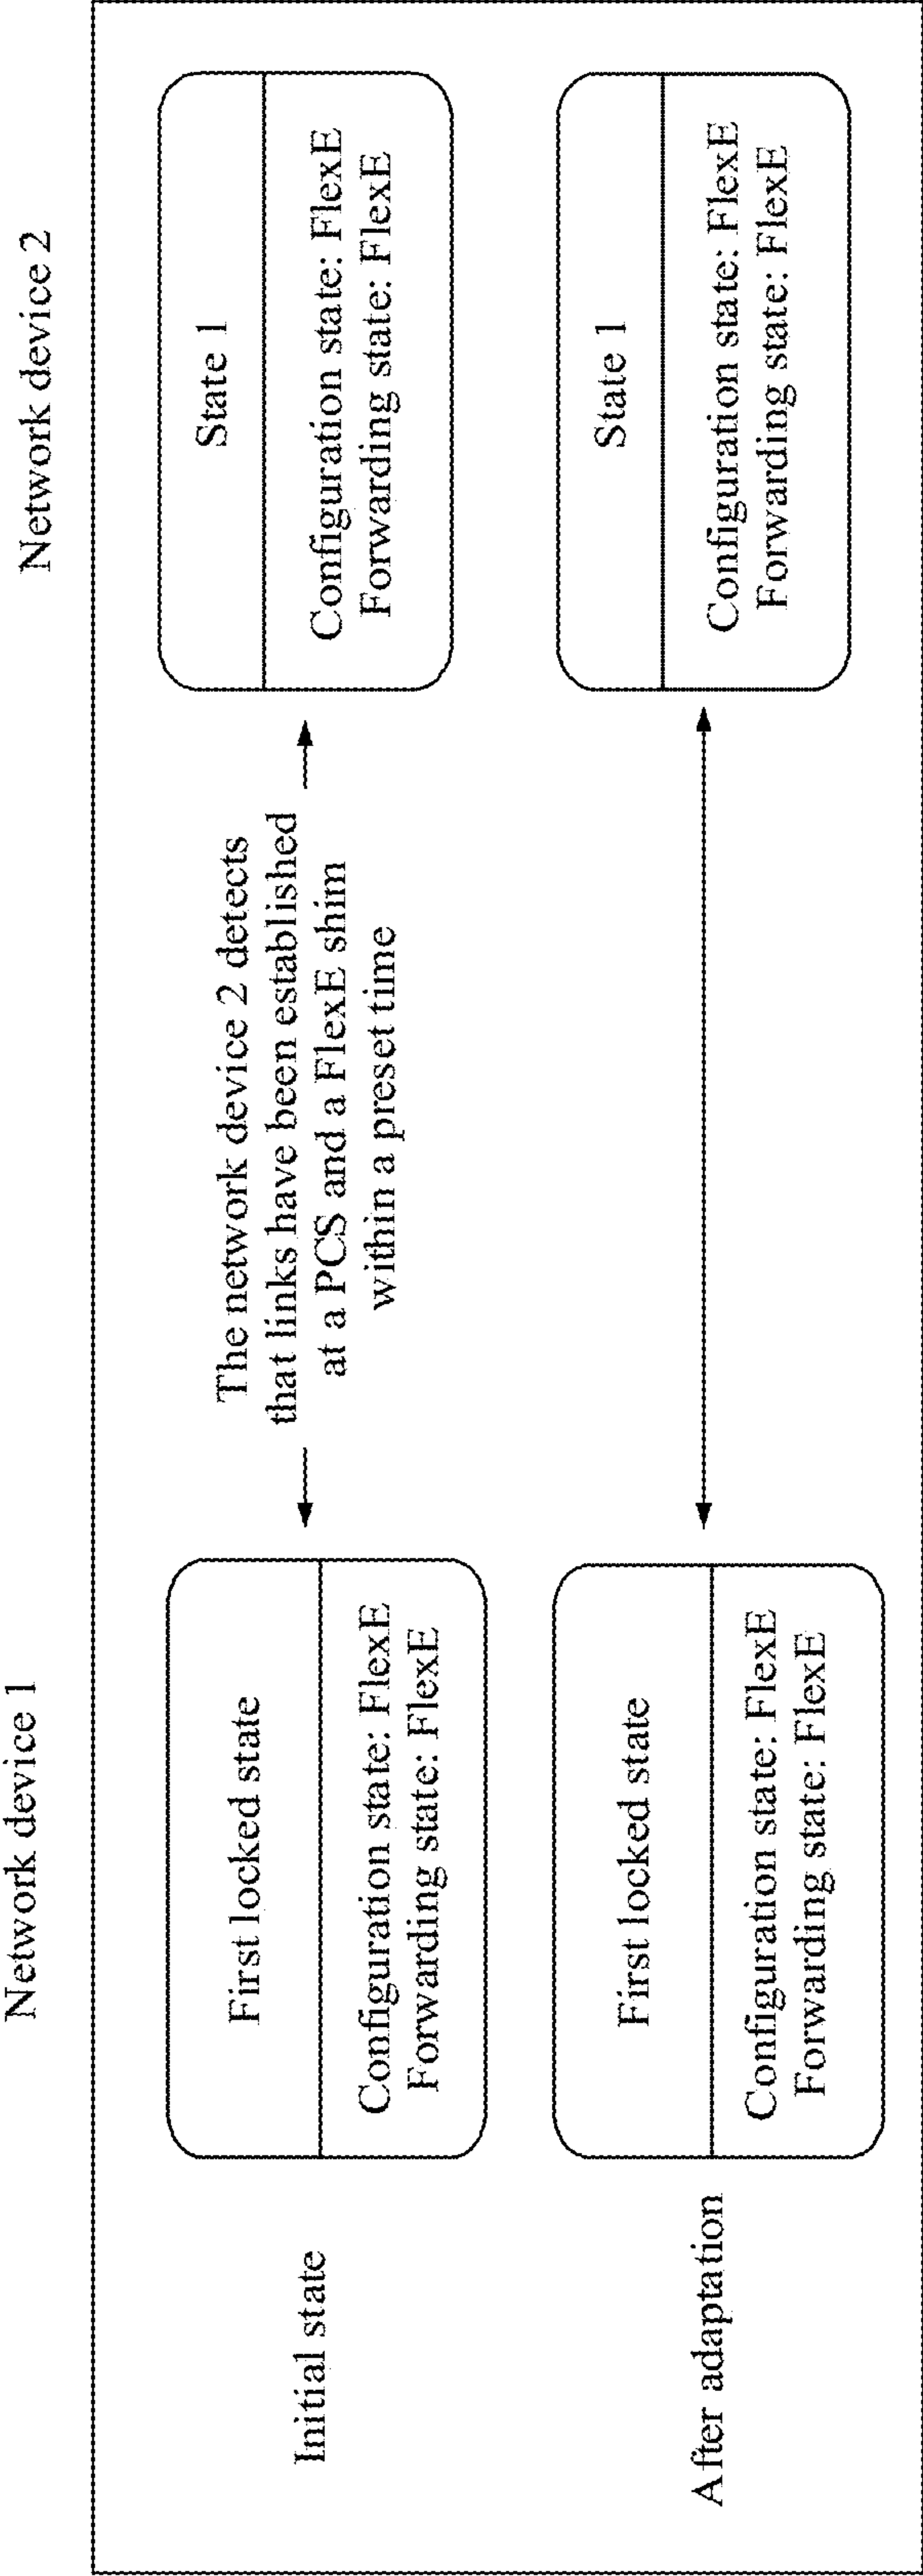 Network device 1
Network device 2
Initial state
First locked state
Configuration state: FlexE
Forwarding state: FlexE
The network device 2 detects
that links have been established
at a PCS and a FlexE shim
within a preset time
State 1
Configuration state: FlexE
Forwarding state: FlexE
After adaptation
First locked state
Configuration state: FlexE
Forwarding state: FlexE
State 1
Configuration state: FlexE
Forwarding state: FlexE